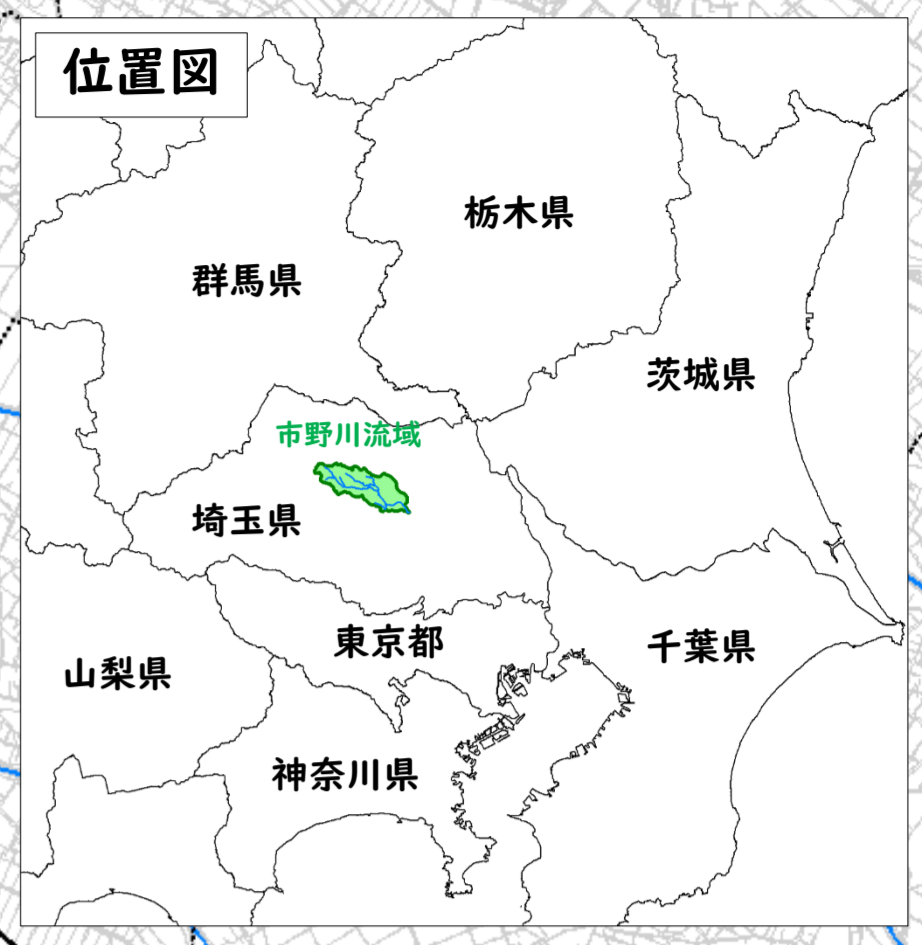 位置図
栃木県
群馬県
茨城県
市野川流域
埼玉県
東京都
千葉県
山梨県
神奈川県